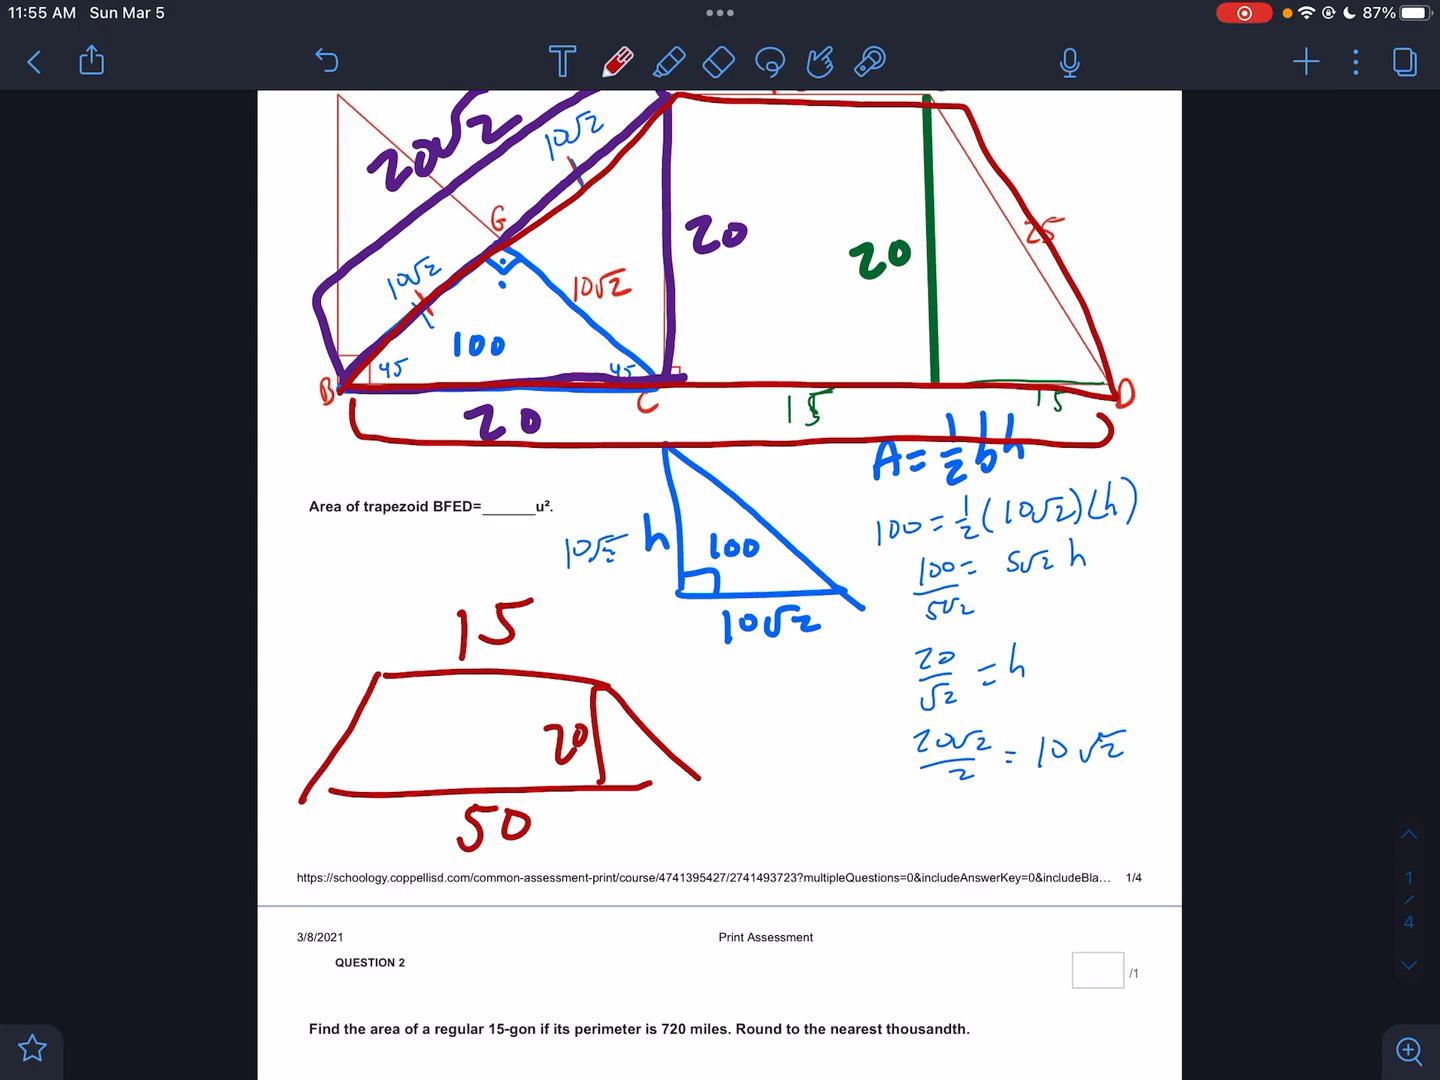 11:55 AM Sun Mar 5
87%
T
20√2
10√2
G
20
20
25
10√2
10√2
100
45
45
B
C
D
20
15
15
A = 1/2 bh
Area of trapezoid BFED=______u².
100 = 1/2 (10√2)(h)
10√2
h
100
100/5√2 = 5√2 h
10√2
15
20/√2 = h
20
20√2/2 = 10√2
50
https://schoology.coppellisd.com/common-assessment-print/course/4741395427/2741493723?multipleQuestions=0&includeAnswerKey=0&includeBla… 1/4
1
/
4
3/8/2021 Print Assessment
QUESTION 2
/1
Find the area of a regular 15-gon if its perimeter is 720 miles. Round to the nearest thousandth.